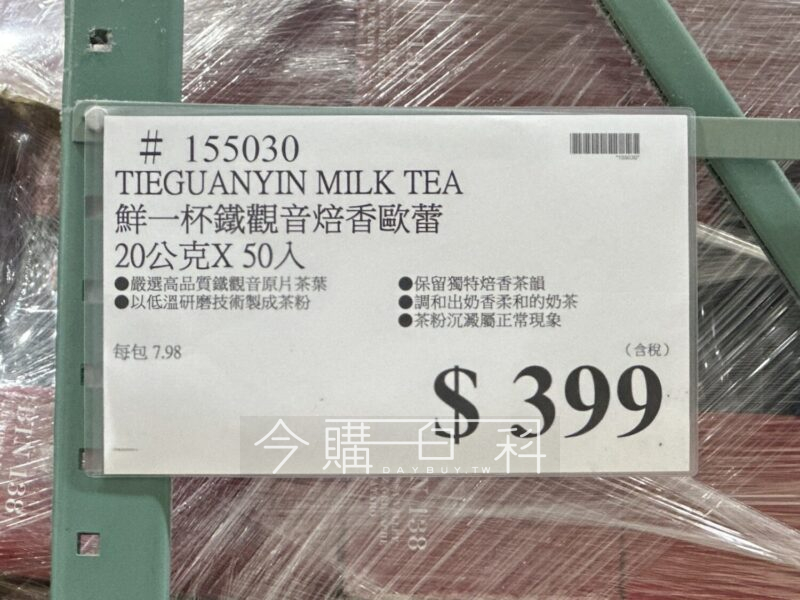 # 155030
*155030*
TIEGUANYIN MILK TEA
鮮一杯鐵觀音焙香歐蕾
20公克X 50入
●嚴選高品質鐵觀音原片茶葉
●以低溫研磨技術製成茶粉
●保留獨特焙香茶韻
●調和出奶香柔和的奶茶
●茶粉沉澱屬正常現象
每包 7.98
(含稅)
$ 399
今購百科
DAYBUY.TW
138